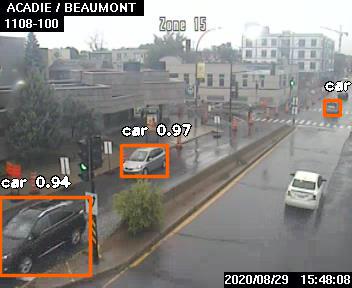 ACADIE / BEAUMONT
1108-100
Zone 15
car
car 0.97
car 0.94
2020/08/29 15:48:08